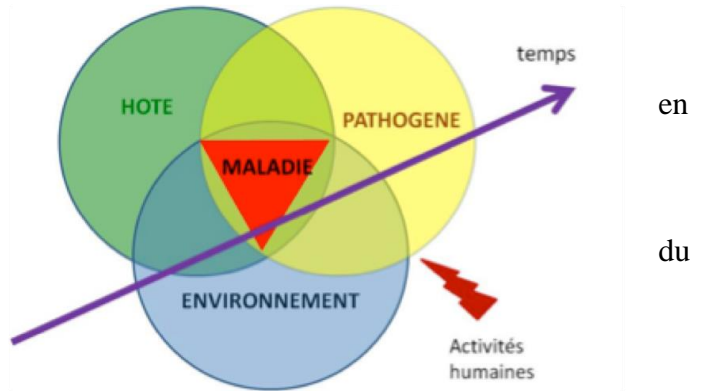 temps
HOTE
en
PATHOGENE
MALADIE
du
ENVIRONNEMENT
Activités
humaines